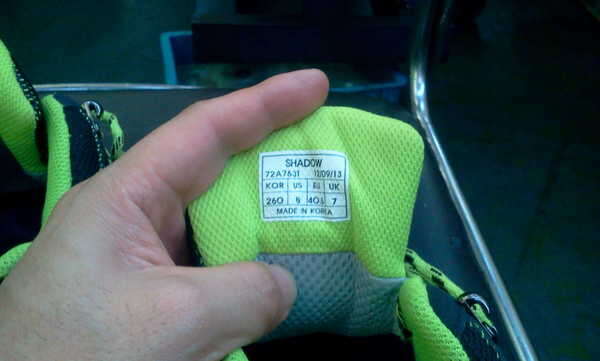 SHADOW
72A7631 12/09/13
KOR US EU UK
260 8 40.5 7
MADE IN KOREA